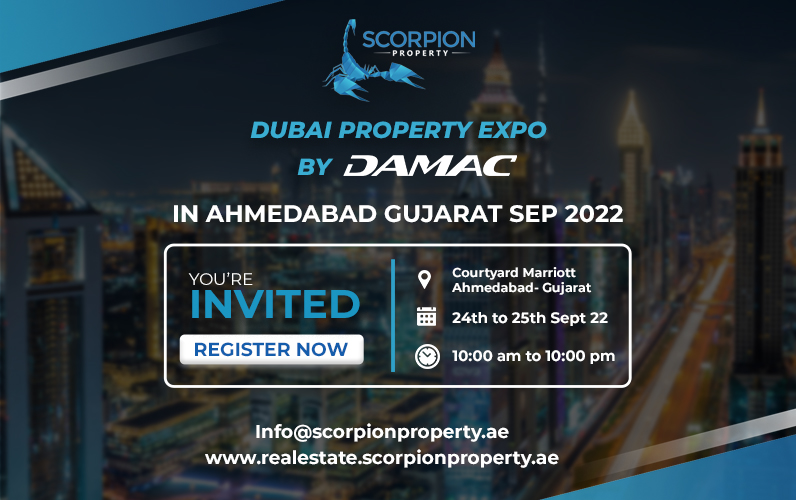 SCORPION
PROPERTY
DUBAI PROPERTY EXPO
BY DAMAC
IN AHMEDABAD GUJARAT SEP 2022
YOU'RE
INVITED
REGISTER NOW
Courtyard Marriott
Ahmedabad- Gujarat
24th to 25th Sept 22
10:00 am to 10:00 pm
Info@scorpionproperty.ae
www.realestate.scorpionproperty.ae